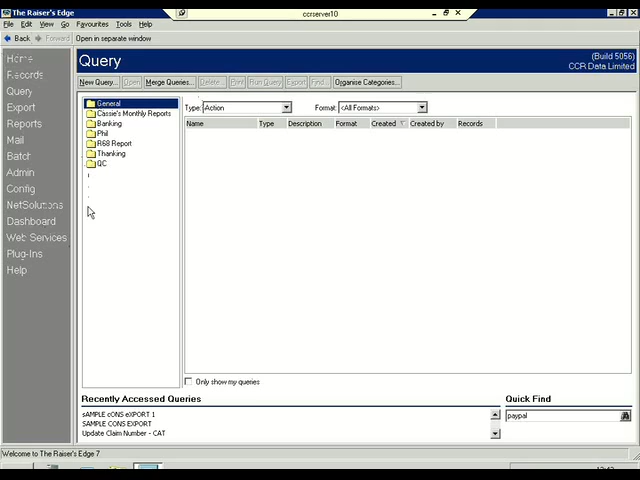 The Raiser's Edge
ccrserver10
File Edit View Go Favourites Tools Help
Back Forward Open in separate window
Home
Records
Query
Export
Reports
Mail
Batch
Admin
Config
NetSolutions
Dashboard
Web Services
Plug-Ins
Help
Query
(Build 5056)
CCR Data Limited
New Query... Open Merge Queries... Delete... Print Run Query Export Find... Organise Categories...
General
Cassie's Monthly Reports
Banking
Phil
R68 Report
Thanking
QC
Type: Action Format: <All Formats>
Name Type Description Format Created Created by Records
Only show my queries
Recently Accessed Queries
sAMPLE cONS eXPORT 1
SAMPLE CONS EXPORT
Update Claim Number - CAT
Quick Find
paypal
Welcome to The Raiser's Edge 7